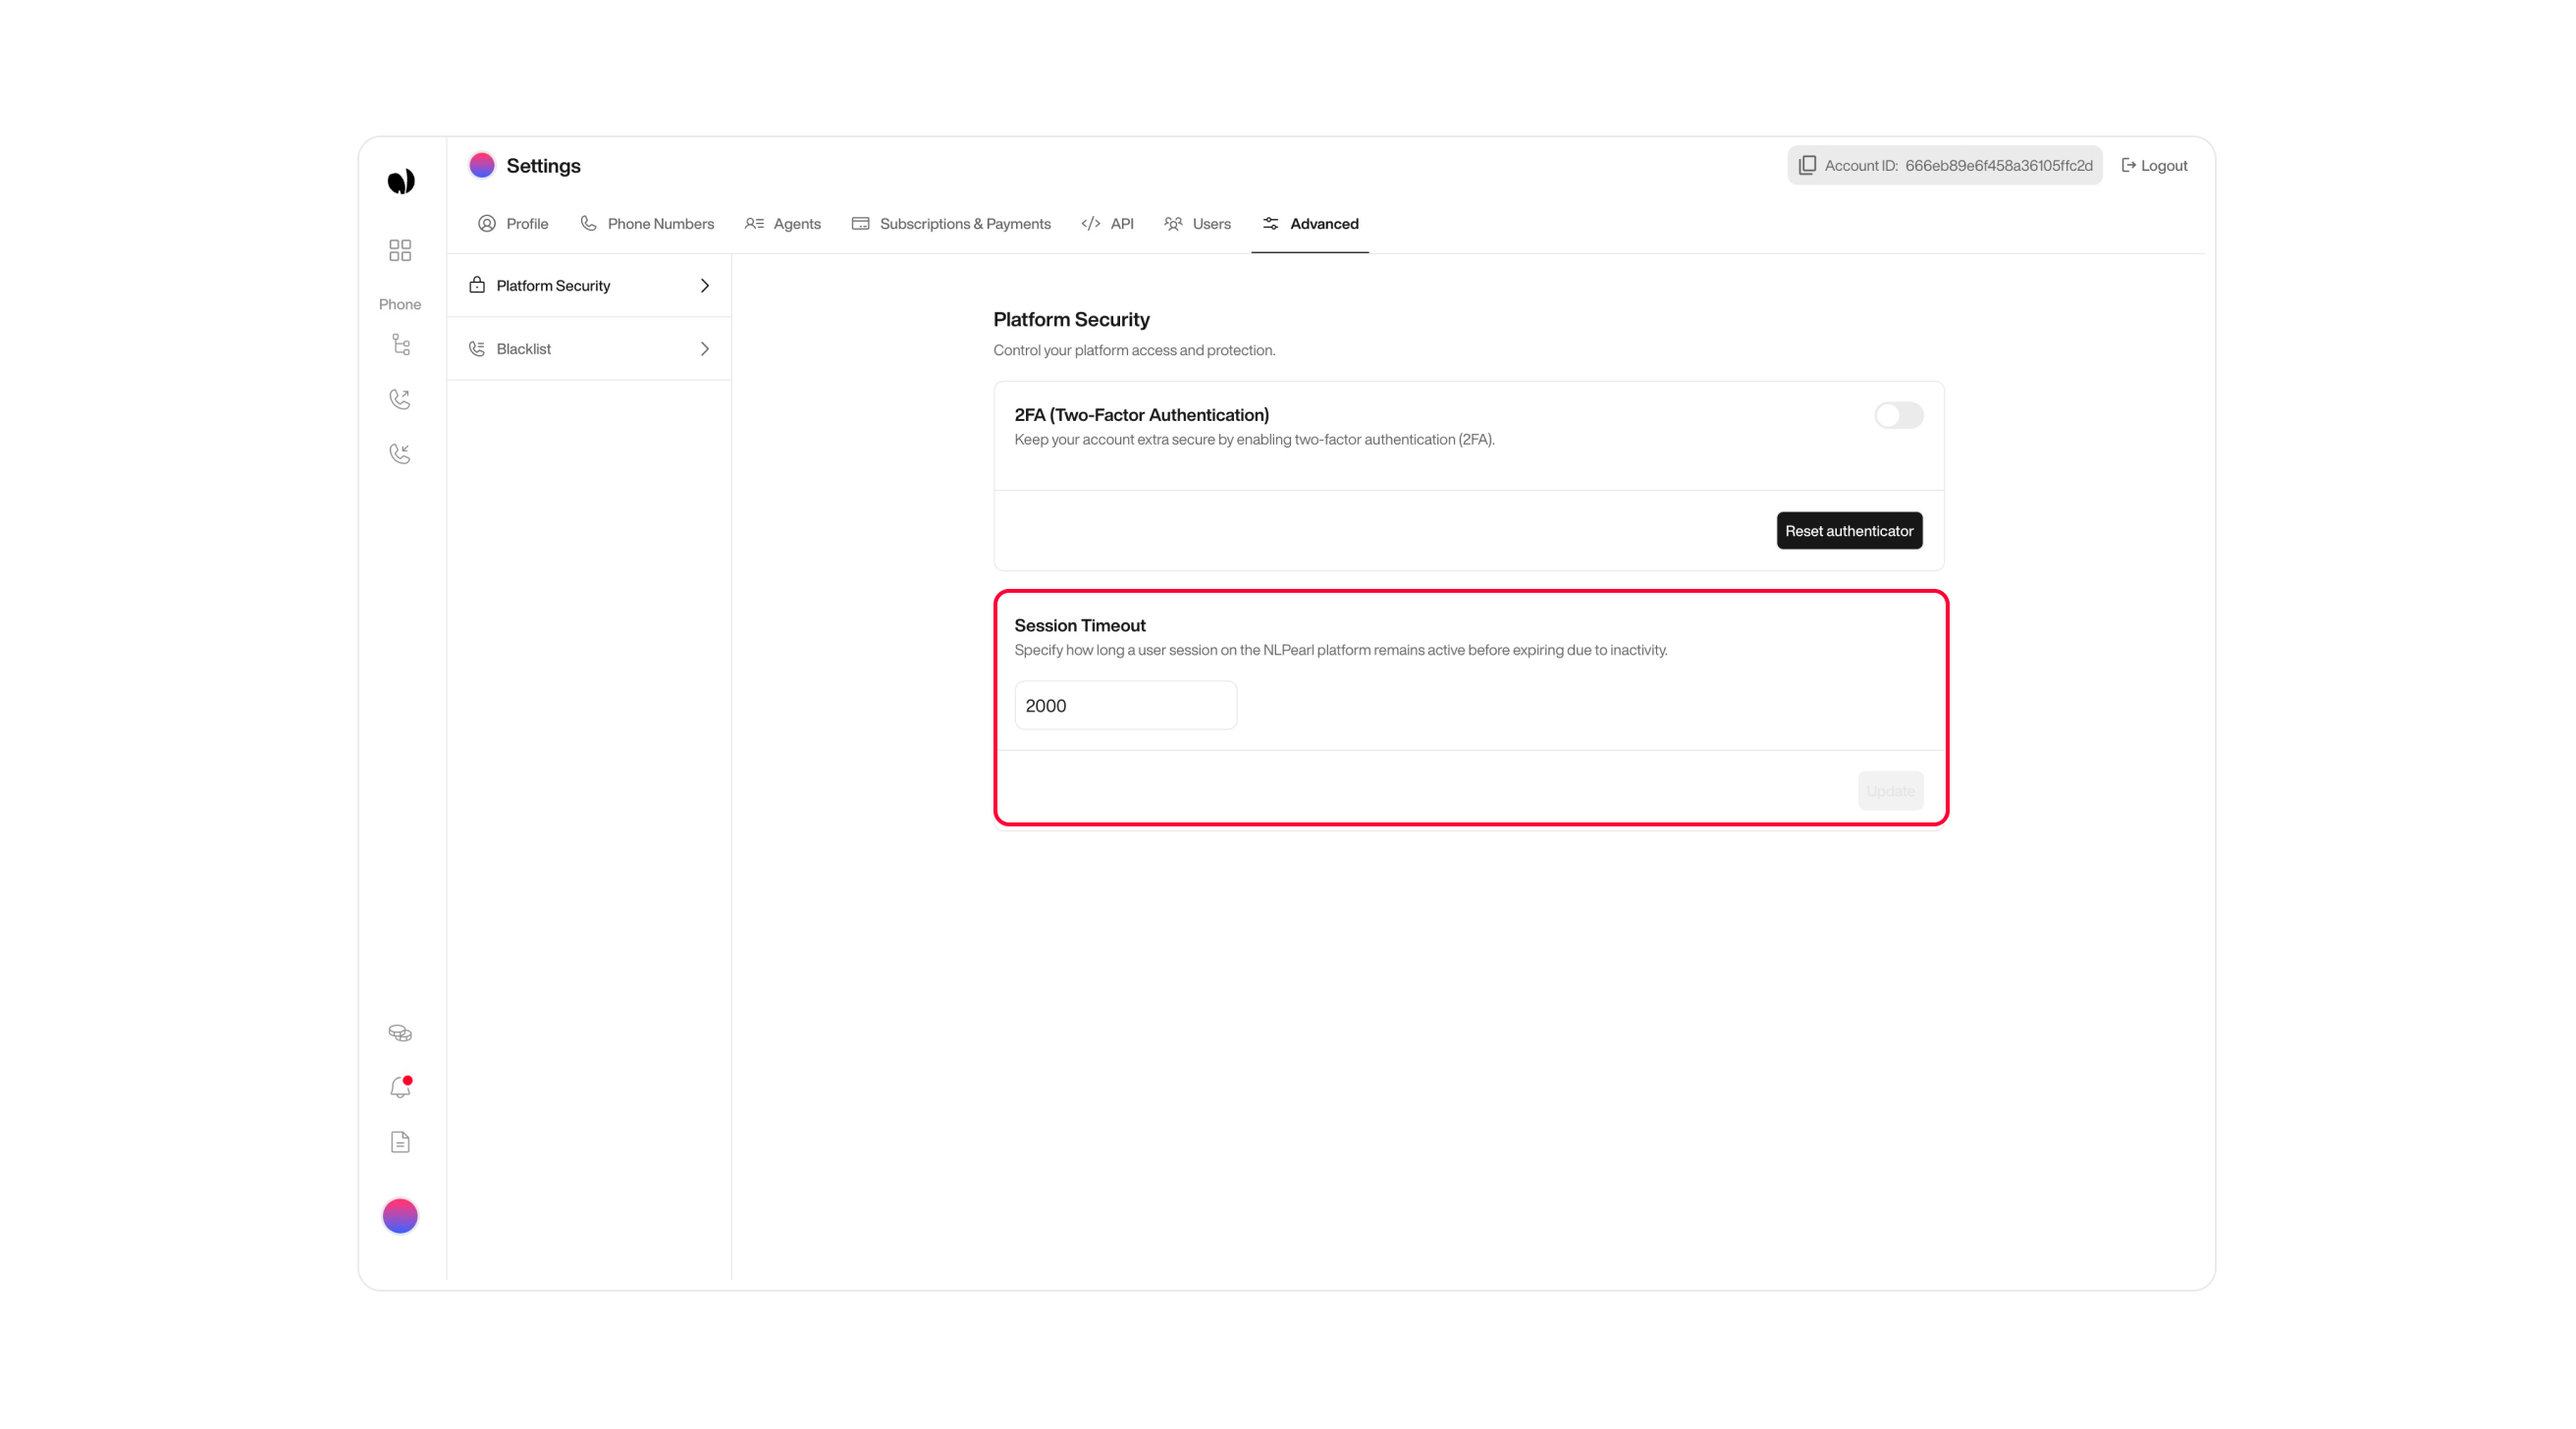 Settings
Account ID: 666eb89e6f458a36105ffc2d
Logout
Profile
Phone Numbers
Agents
Subscriptions & Payments
API
Users
Advanced
Phone
Platform Security
Blacklist
Platform Security
Control your platform access and protection.
2FA (Two-Factor Authentication)
Keep your account extra secure by enabling two-factor authentication (2FA).
Reset authenticator
Session Timeout
Specify how long a user session on the NLPearl platform remains active before expiring due to inactivity.
2000
Update